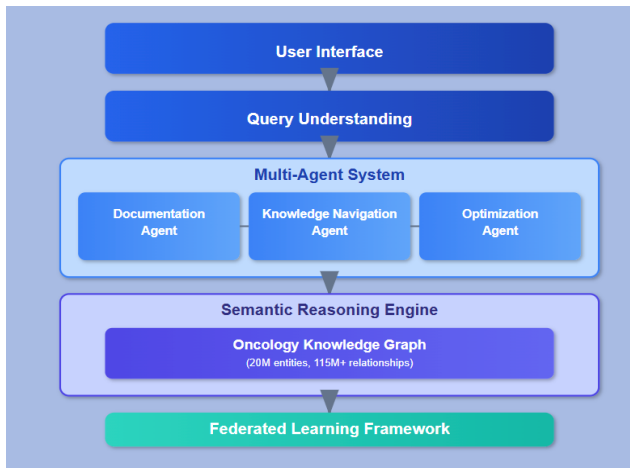 User Interface
Query Understanding
Multi-Agent System
Documentation
Agent
Knowledge Navigation
Agent
Optimization
Agent
Semantic Reasoning Engine
Oncology Knowledge Graph
(20M entities, 115M+ relationships)
Federated Learning Framework